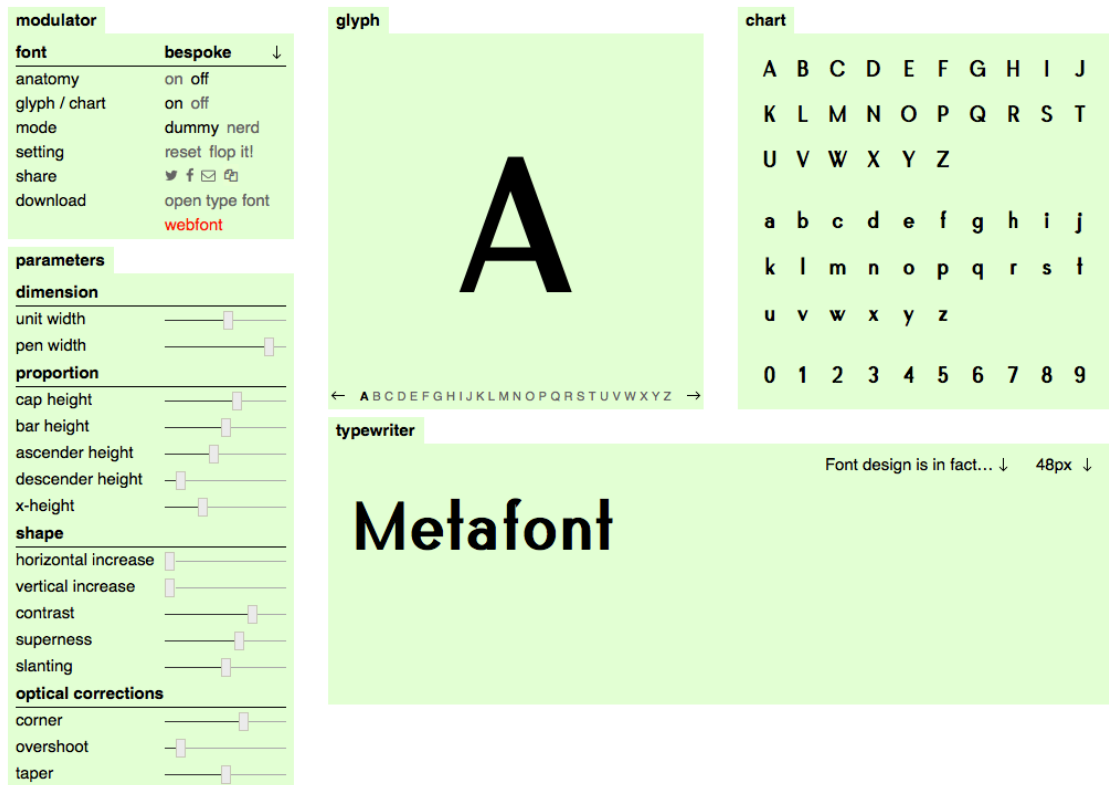 modulator
font bespoke ↓
anatomy on off
glyph / chart on off
mode dummy nerd
setting reset flop it!
share
download open type font
webfont
parameters
dimension
unit width
pen width
proportion
cap height
bar height
ascender height
descender height
x-height
shape
horizontal increase
vertical increase
contrast
superness
slanting
optical corrections
corner
overshoot
taper
glyph
A
← A B C D E F G H I J K L M N O P Q R S T U V W X Y Z →
chart
A B C D E F G H I J
K L M N O P Q R S T
U V W X Y Z
a b c d e f g h i j
k l m n o p q r s t
u v w x y z
0 1 2 3 4 5 6 7 8 9
typewriter
Font design is in fact... ↓ 48px ↓
Metafont